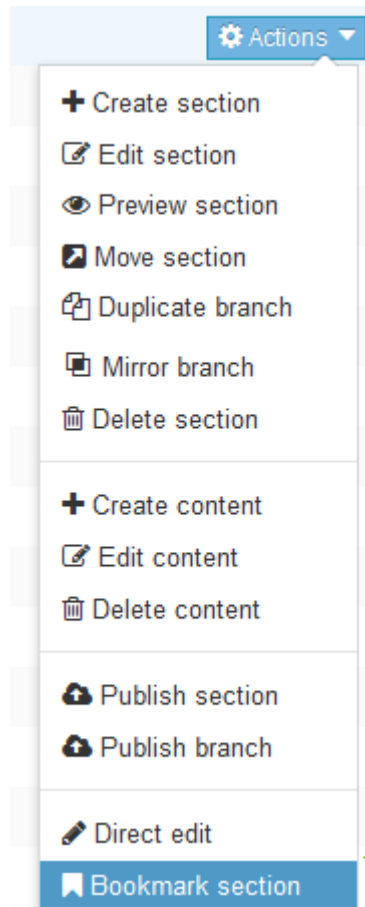 Actions
Create section
Edit section
Preview section
Move section
Duplicate branch
Mirror branch
Delete section
Create content
Edit content
Delete content
Publish section
Publish branch
Direct edit
Bookmark section